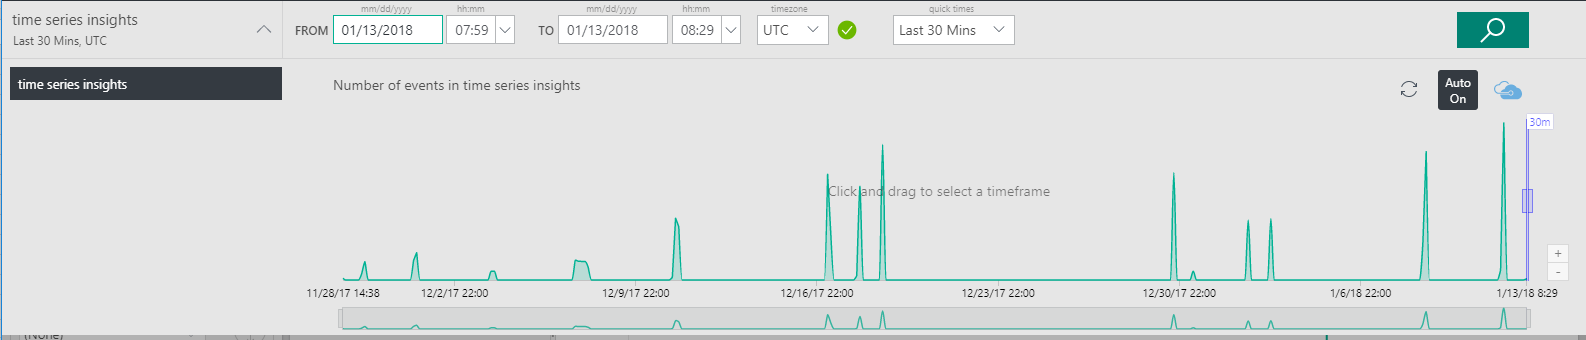 time series insights
Last 30 Mins, UTC
mm/dd/yyyy hh:mm mm/dd/yyyy hh:mm timezone quick times
FROM 01/13/2018 07:59 TO 01/13/2018 08:29 UTC Last 30 Mins
time series insights
Number of events in time series insights
Auto
On
30m
Click and drag to select a timeframe
+
-
11/28/17 14:38 12/2/17 22:00 12/9/17 22:00 12/16/17 22:00 12/23/17 22:00 12/30/17 22:00 1/6/18 22:00 1/13/18 8:29
(None)